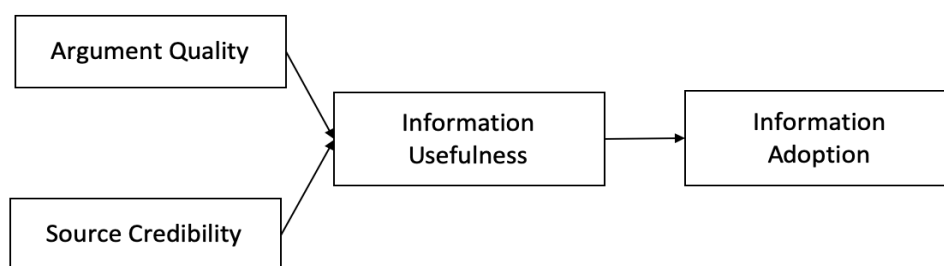 Argument Quality
Information
Usefulness
Information
Adoption
Source Credibility